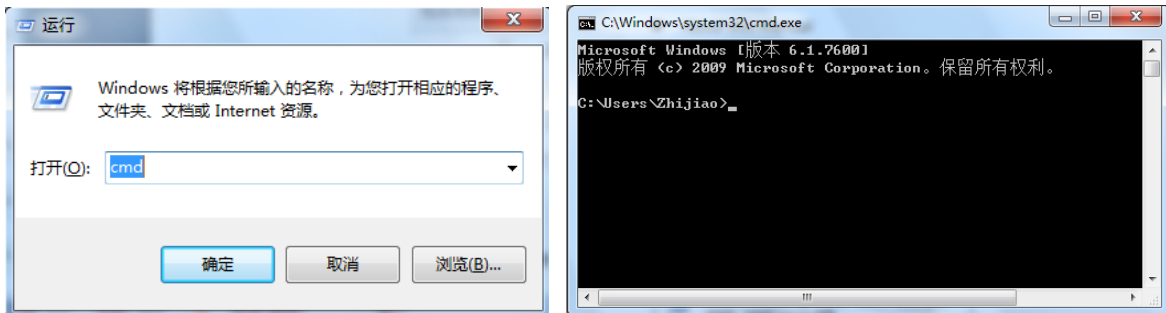 运行
Windows 将根据您所输入的名称，为您打开相应的程序、
文件夹、文档或 Internet 资源。
打开(O):
cmd
确定
取消
浏览(B)...
C:\Windows\system32\cmd.exe
Microsoft Windows [版本 6.1.7600]
版权所有 (c) 2009 Microsoft Corporation。保留所有权利。
C:\Users\Zhijiao>_